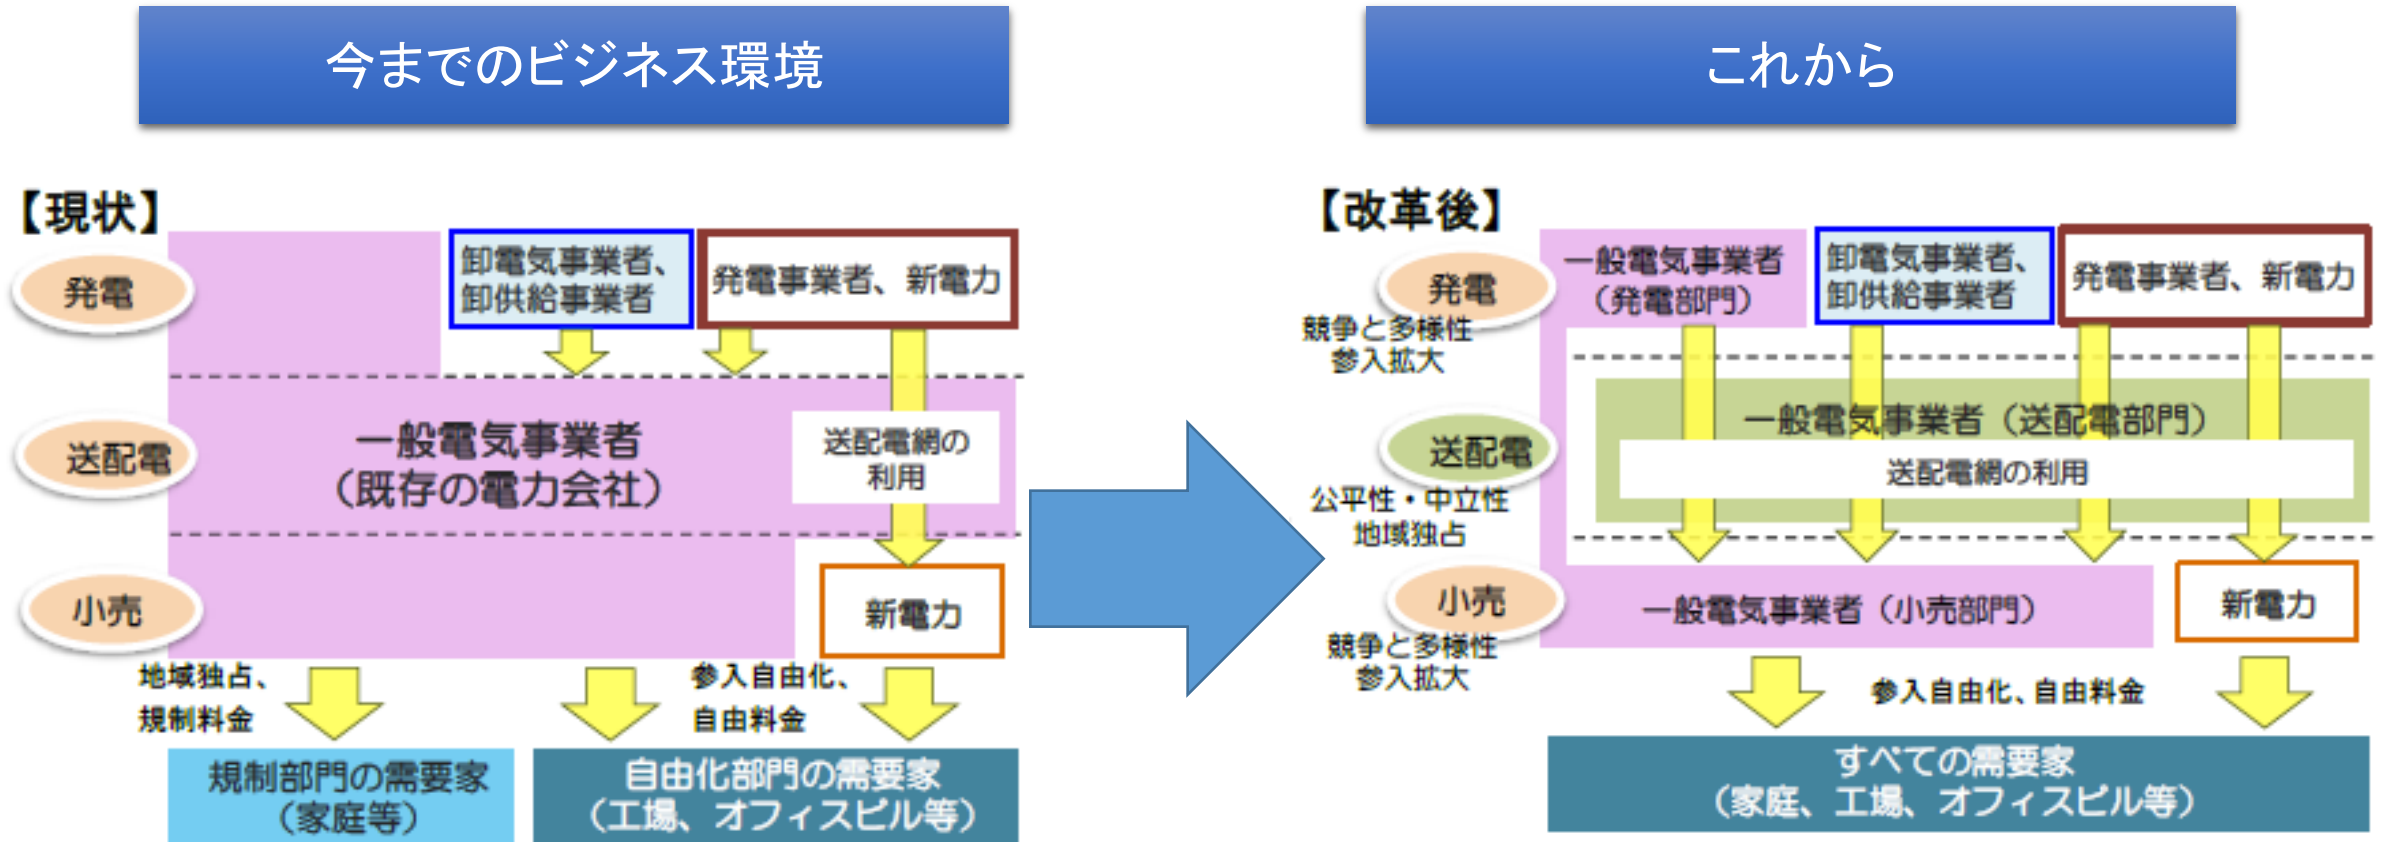 今までのビジネス環境
これから
【現状】
発電
卸電気事業者、
卸供給事業者
発電事業者、新電力
送配電
一般電気事業者
（既存の電力会社）
送配電網の
利用
小売
新電力
地域独占、
規制料金
参入自由化、
自由料金
規制部門の需要家
（家庭等）
自由化部門の需要家
（工場、オフィスビル等）
【改革後】
発電
競争と多様性
参入拡大
一般電気事業者
（発電部門）
卸電気事業者、
卸供給事業者
発電事業者、新電力
送配電
公平性・中立性
地域独占
一般電気事業者（送配電部門）
送配電網の利用
小売
競争と多様性
参入拡大
一般電気事業者（小売部門）
新電力
参入自由化、自由料金
すべての需要家
（家庭、工場、オフィスビル等）